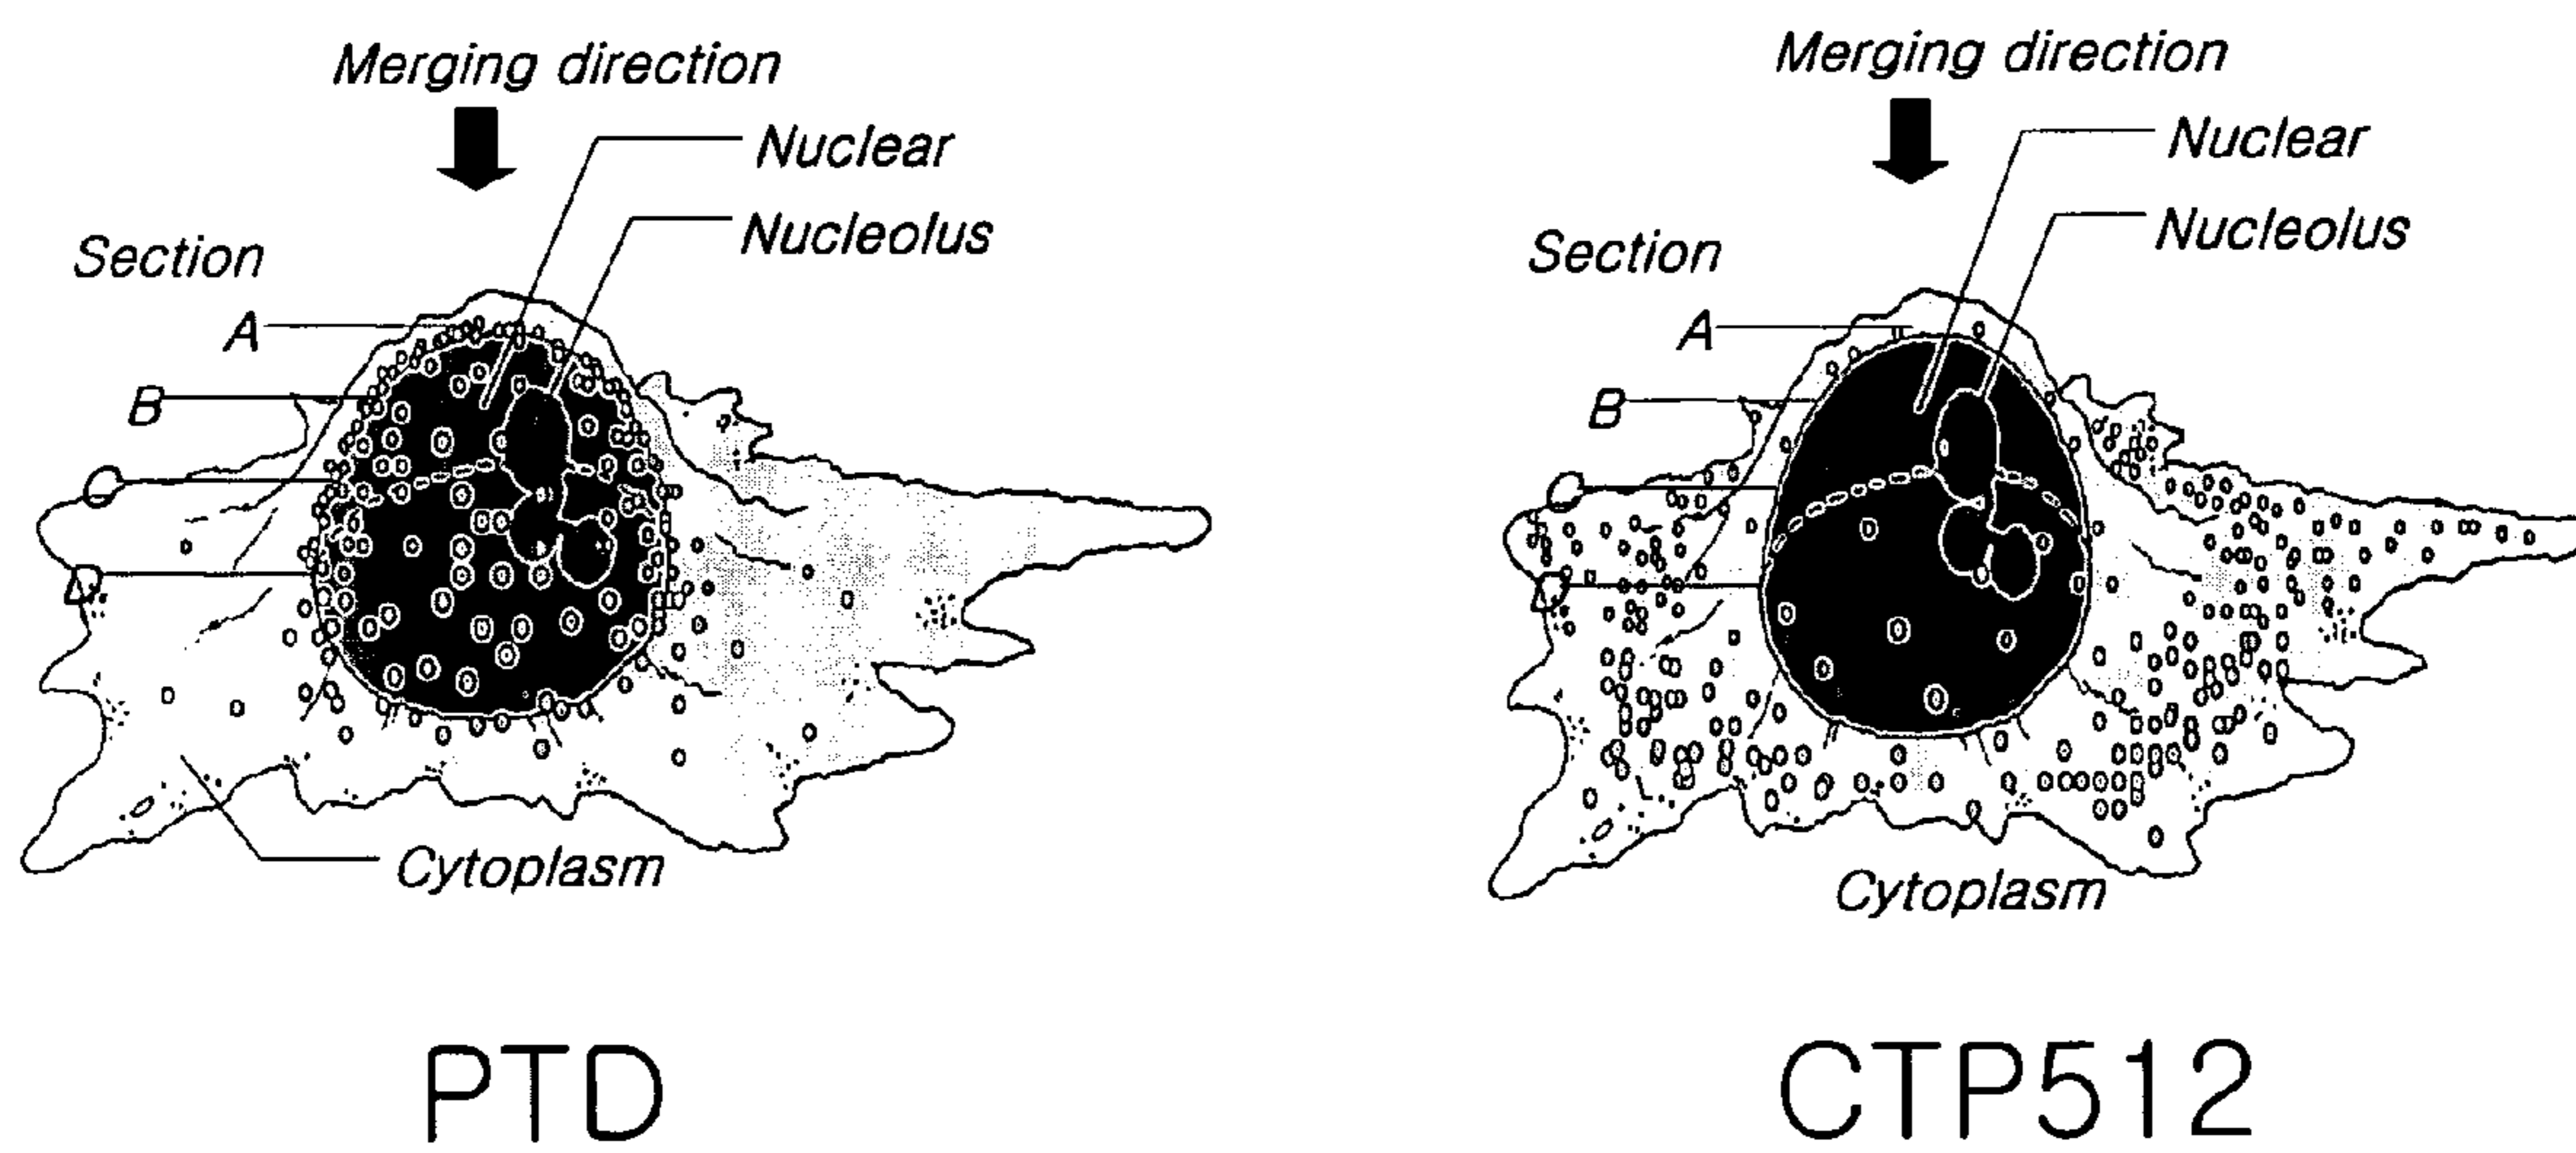 Merging direction
Nuclear
Nucleolus
Section
A
B
C
D
Cytoplasm
PTD
Merging direction
Nuclear
Nucleolus
Section
A
B
C
D
Cytoplasm
CTP512